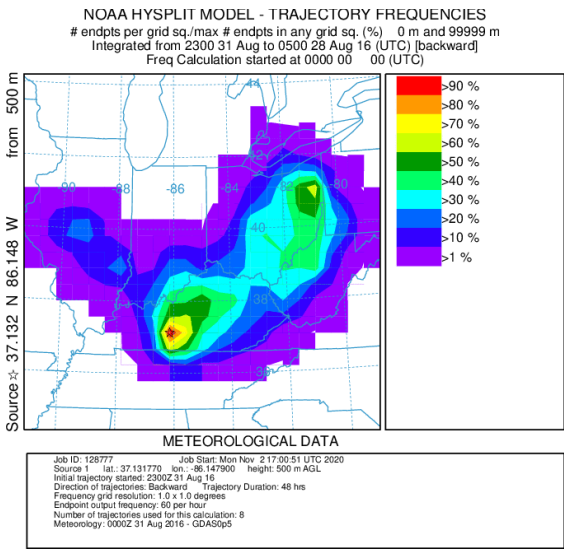 NOAA HYSPLIT MODEL - TRAJECTORY FREQUENCIES
# endpts per grid sq./max # endpts in any grid sq. (%) 0 m and 99999 m
Integrated from 2300 31 Aug to 0500 28 Aug 16 (UTC) [backward]
Freq Calculation started at 0000 00 00 (UTC)
Source ☆ 37.132 N 86.148 W from 500 m
44
42
-90
-88
-86
-84
-82
-80
40
38
36
>90 %
>80 %
>70 %
>60 %
>50 %
>40 %
>30 %
>20 %
>10 %
>1 %
METEOROLOGICAL DATA
Job ID: 128777 Job Start: Mon Nov 2 17:00:51 UTC 2020
Source 1 lat.: 37.131770 lon.: -86.147900 height: 500 m AGL
Initial trajectory started: 2300Z 31 Aug 16
Direction of trajectories: Backward Trajectory Duration: 48 hrs
Frequency grid resolution: 1.0 x 1.0 degrees
Endpoint output frequency: 60 per hour
Number of trajectories used for this calculation: 8
Meteorology: 0000Z 31 Aug 2016 - GDAS0p5